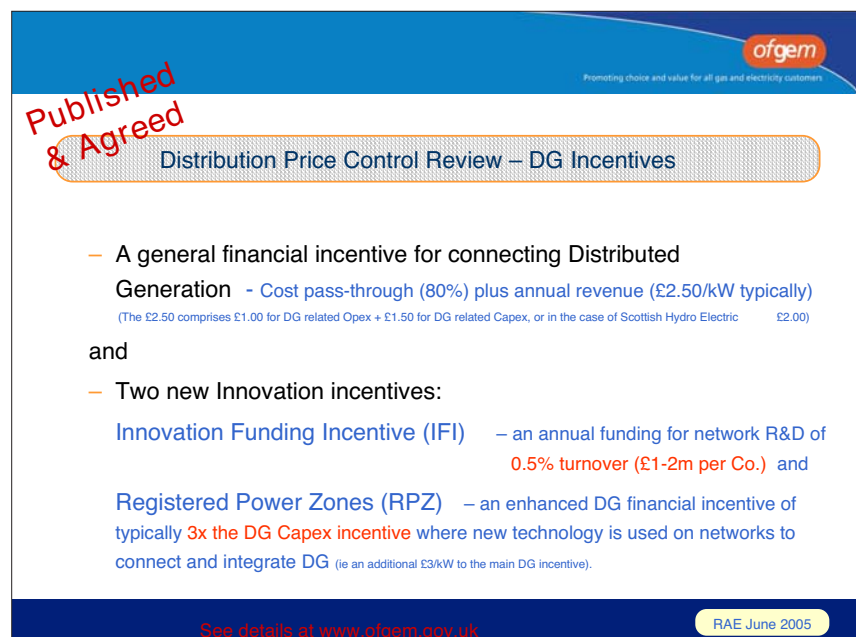 ofgem
Promoting choice and value for all gas and electricity customers
Published
& Agreed
Distribution Price Control Review – DG Incentives
– A general financial incentive for connecting Distributed
Generation - Cost pass-through (80%) plus annual revenue (£2.50/kW typically)
(The £2.50 comprises £1.00 for DG related Opex + £1.50 for DG related Capex, or in the case of Scottish Hydro Electric £2.00)
and
– Two new Innovation incentives:
Innovation Funding Incentive (IFI) – an annual funding for network R&D of
0.5% turnover (£1-2m per Co.) and
Registered Power Zones (RPZ) – an enhanced DG financial incentive of
typically 3x the DG Capex incentive where new technology is used on networks to
connect and integrate DG (ie an additional £3/kW to the main DG incentive).
See details at www.ofgem.gov.uk
RAE June 2005